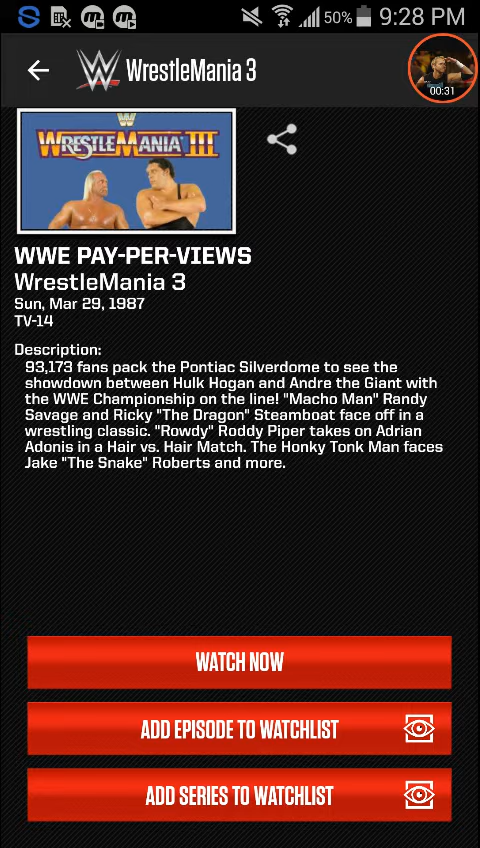 50% 9:28 PM
WrestleMania 3
00:31
W
WRESTLEMANIA III
WWE PAY-PER-VIEWS
WrestleMania 3
Sun, Mar 29, 1987
TV-14
Description:
93,173 fans pack the Pontiac Silverdome to see the
showdown between Hulk Hogan and Andre the Giant with
the WWE Championship on the line! "Macho Man" Randy
Savage and Ricky "The Dragon" Steamboat face off in a
wrestling classic. "Rowdy" Roddy Piper takes on Adrian
Adonis in a Hair vs. Hair Match. The Honky Tonk Man faces
Jake "The Snake" Roberts and more.
WATCH NOW
ADD EPISODE TO WATCHLIST
ADD SERIES TO WATCHLIST